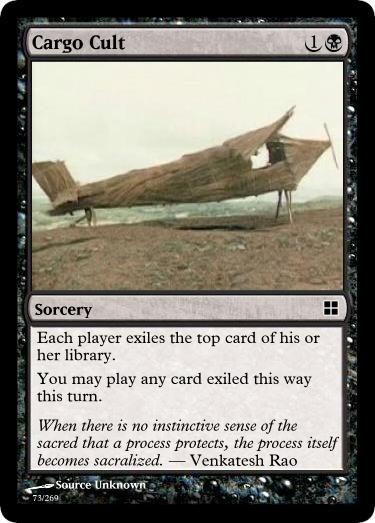 Cargo Cult 1
Sorcery
Each player exiles the top card of his or
her library.
You may play any card exiled this way
this turn.
When there is no instinctive sense of the
sacred that a process protects, the process itself
becomes sacralized. — Venkatesh Rao
Source Unknown
73/269